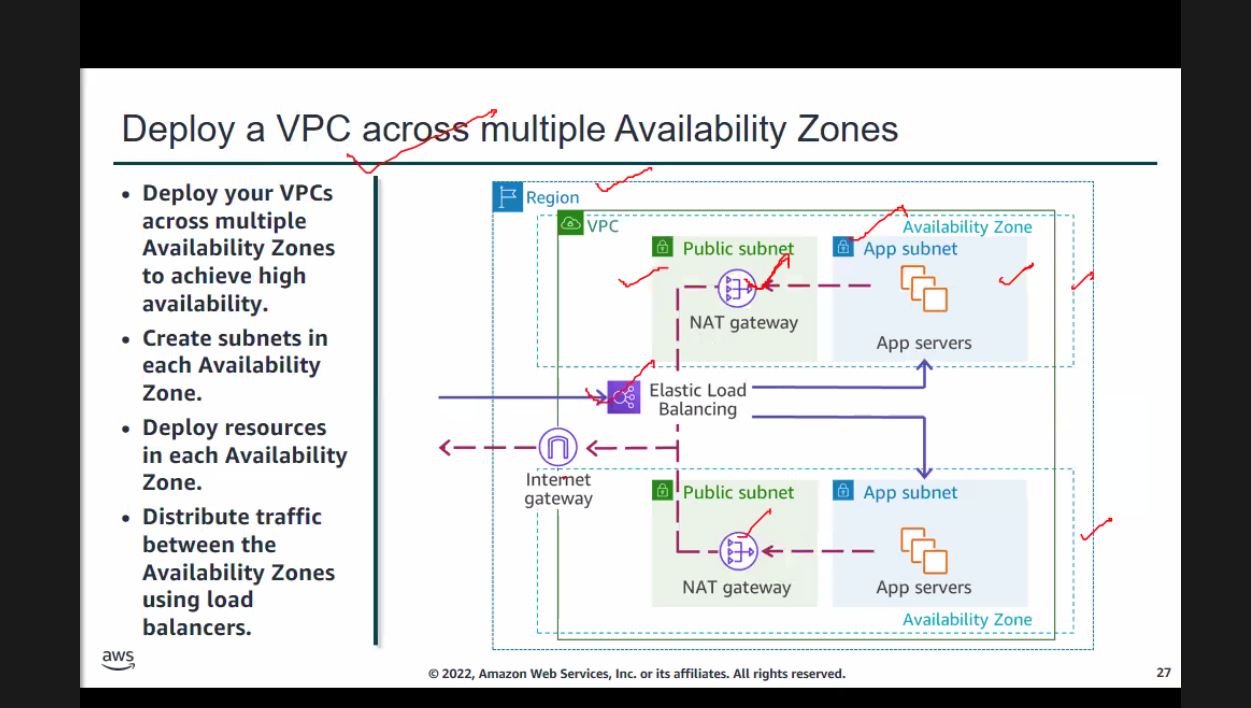 Deploy a VPC across multiple Availability Zones
• Deploy your VPCs
across multiple
Availability Zones
to achieve high
availability.
• Create subnets in
each Availability
Zone.
• Deploy resources
in each Availability
Zone.
• Distribute traffic
between the
Availability Zones
using load
balancers.
Region
VPC
Availability Zone
Public subnet
App subnet
NAT gateway
App servers
Elastic Load
Balancing
Internet
gateway
Public subnet
App subnet
NAT gateway
App servers
Availability Zone
aws
© 2022, Amazon Web Services, Inc. or its affiliates. All rights reserved.
27